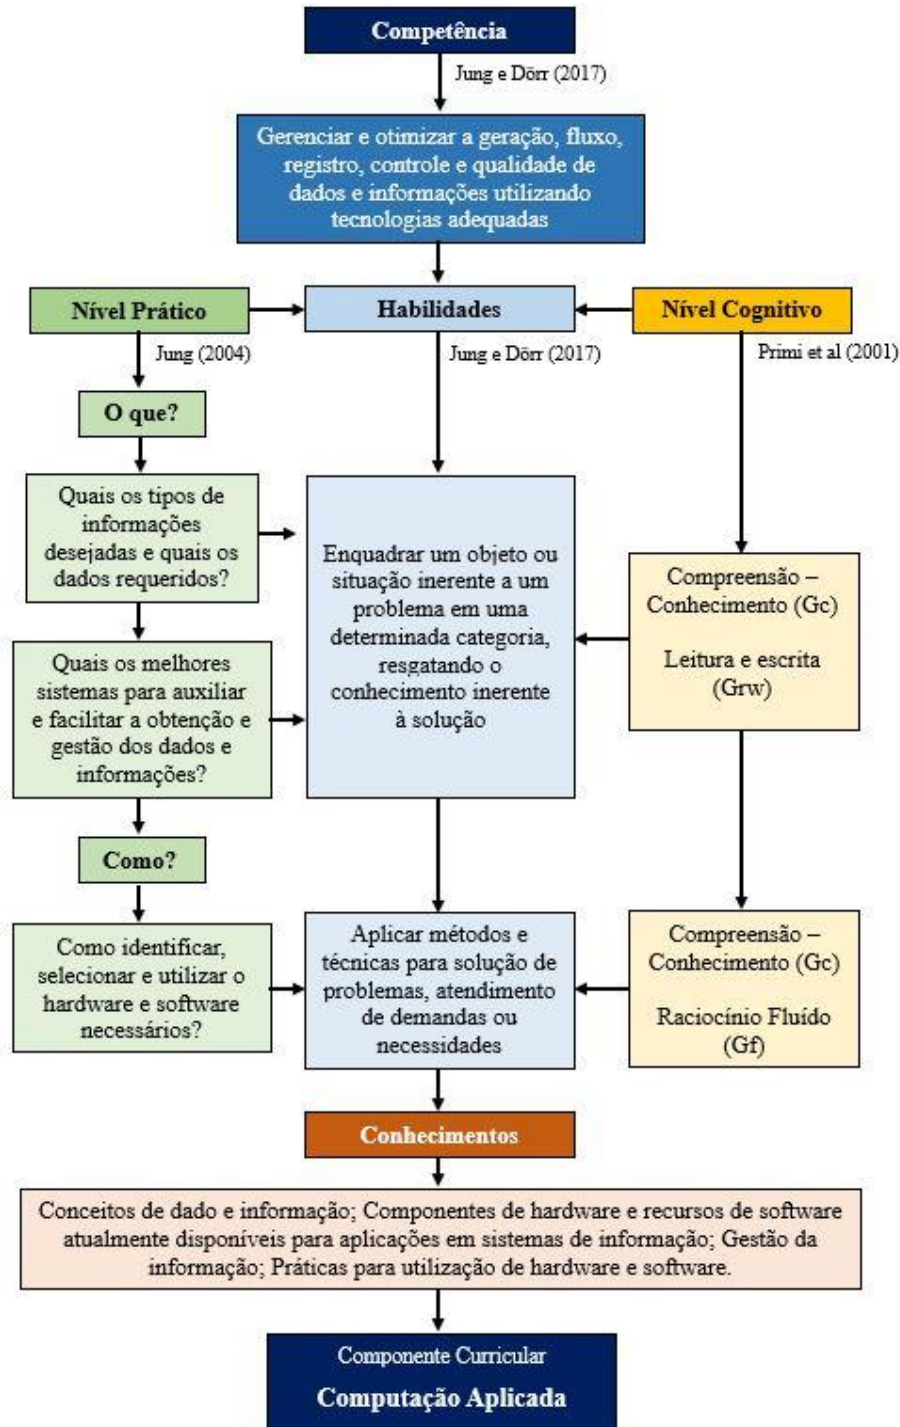 Competência
Jung e Dörr (2017)
Gerenciar e otimizar a geração, fluxo,
registro, controle e qualidade de
dados e informações utilizando
tecnologias adequadas
Nível Prático
Habilidades
Nível Cognitivo
Jung (2004)
Jung e Dörr (2017)
Primi et al (2001)
O que?
Quais os tipos de
informações
desejadas e quais os
dados requeridos?
Enquadrar um objeto ou
situação inerente a um
problema em uma
determinada categoria,
resgatando o
conhecimento inerente
à solução
Compreensão –
Conhecimento (Gc)
Leitura e escrita
(Grw)
Quais os melhores
sistemas para auxiliar
e facilitar a obtenção e
gestão dos dados e
informações?
Como?
Como identificar,
selecionar e utilizar o
hardware e software
necessários?
Aplicar métodos e
técnicas para solução de
problemas, atendimento
de demandas ou
necessidades
Compreensão –
Conhecimento (Gc)
Raciocínio Fluído
(Gf)
Conhecimentos
Conceitos de dado e informação; Componentes de hardware e recursos de software
atualmente disponíveis para aplicações em sistemas de informação; Gestão da
informação; Práticas para utilização de hardware e software.
Componente Curricular
Computação Aplicada